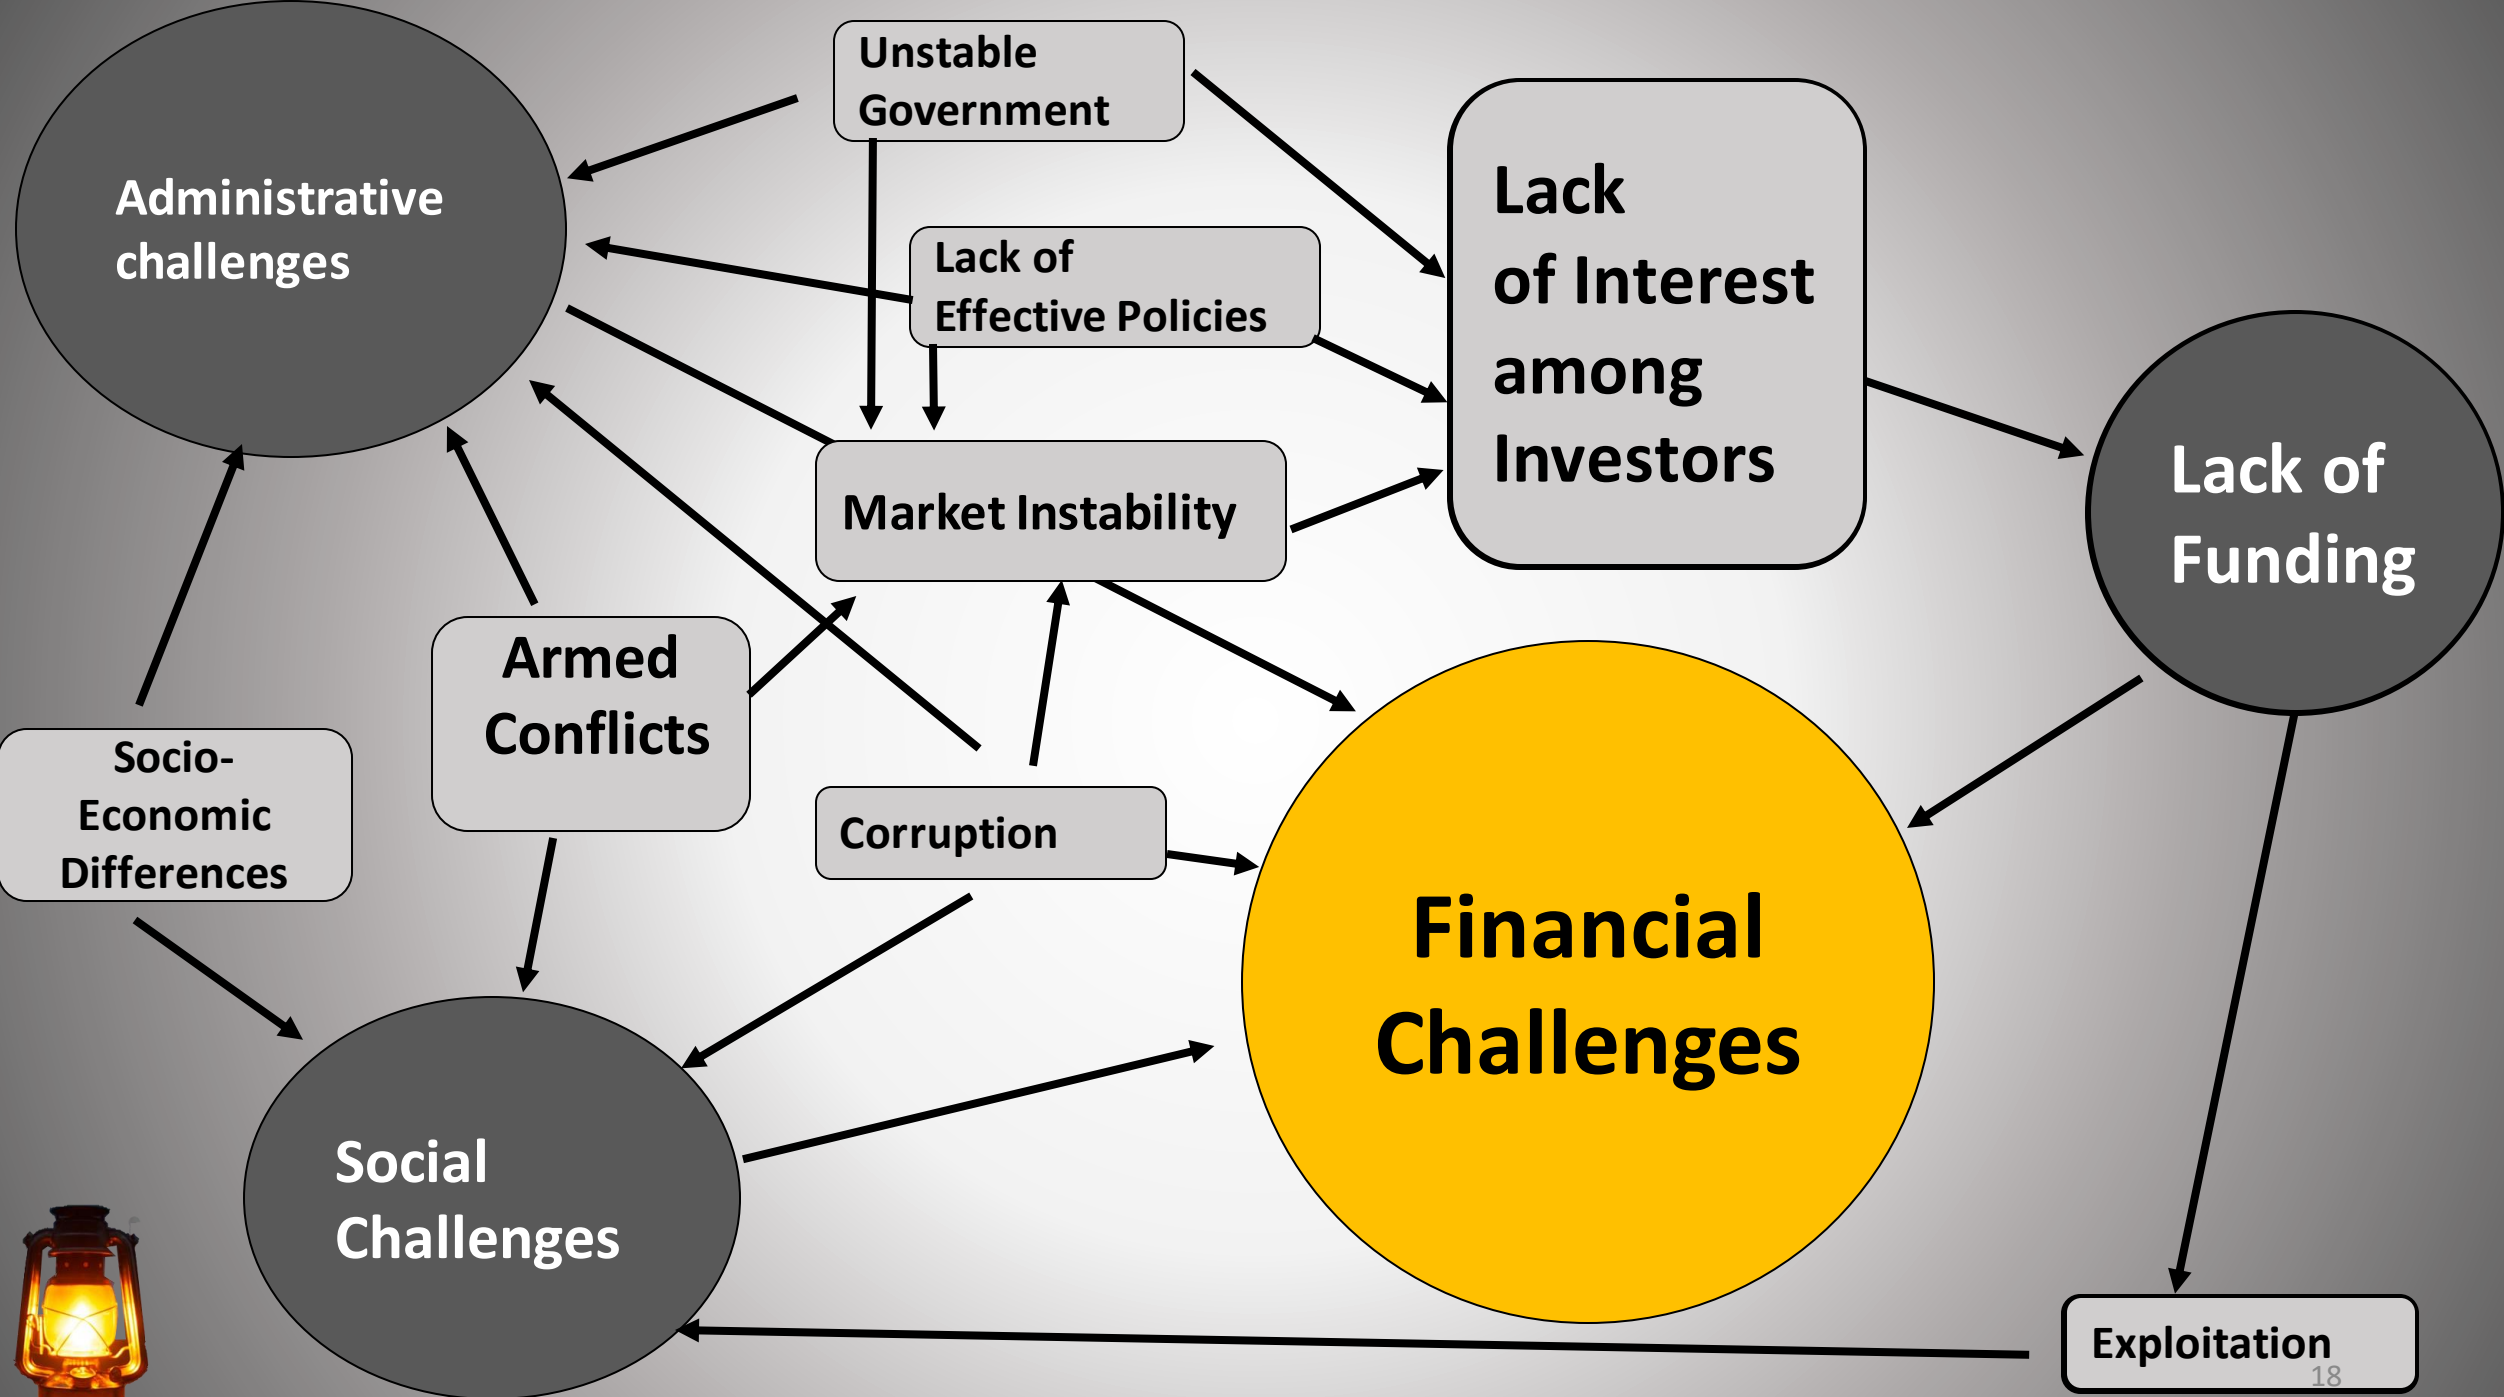 Unstable
Government
Administrative
challenges
Lack of
Effective Policies
Lack
of Interest
among
Investors
Market Instability
Lack of
Funding
Armed
Conflicts
Socio-
Economic
Differences
Corruption
Financial
Challenges
Social
Challenges
Exploitation
18